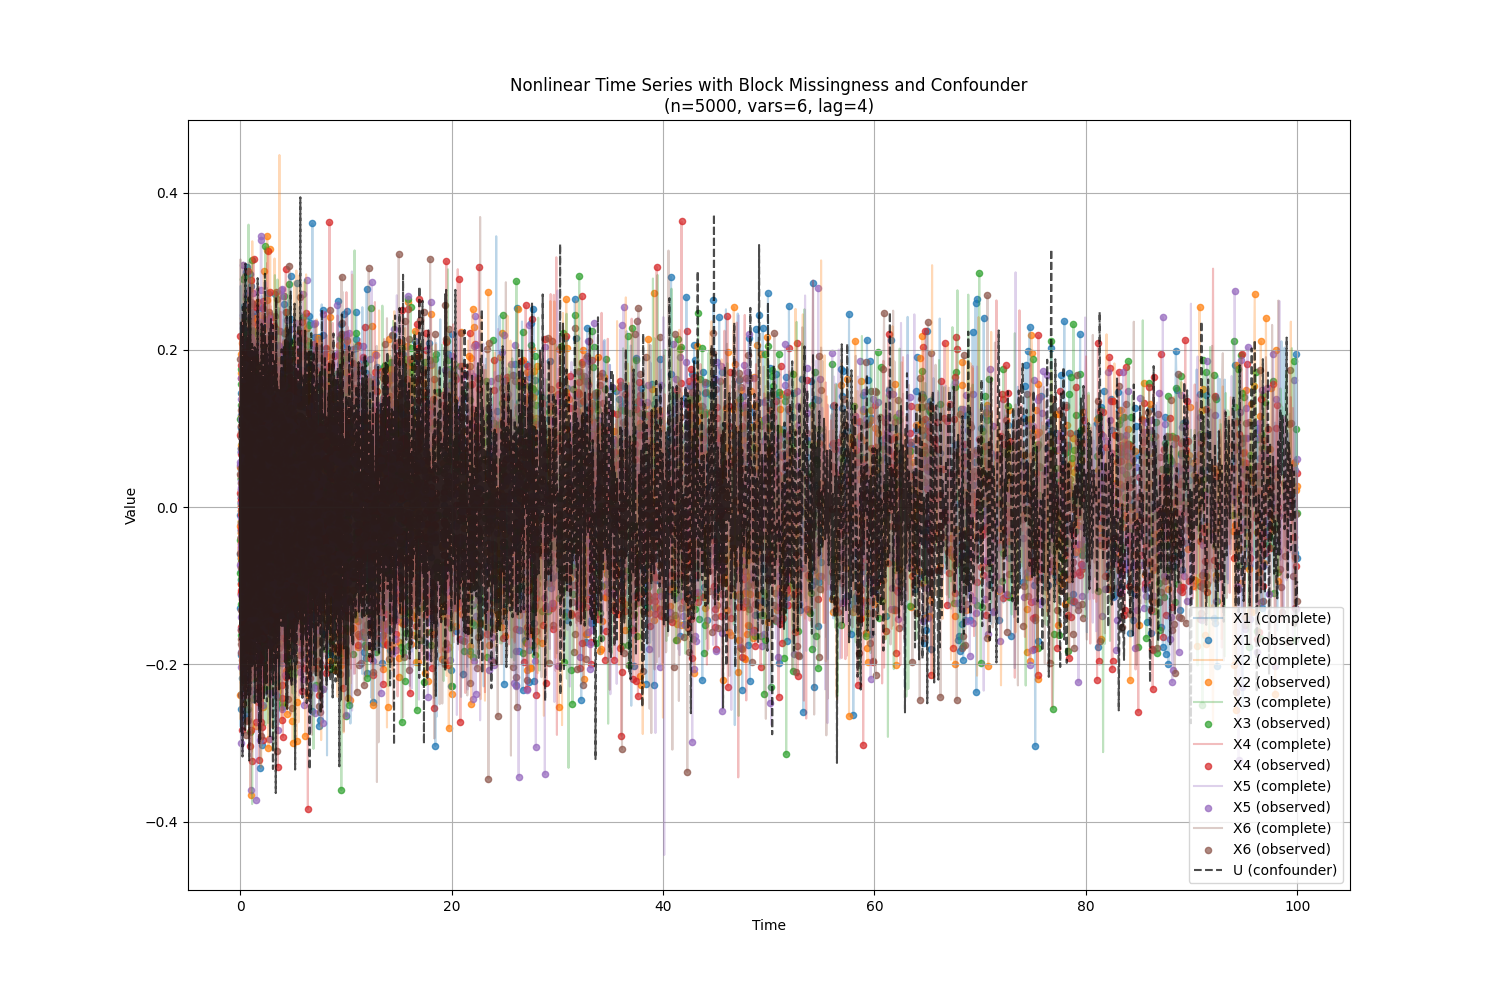 Nonlinear Time Series with Block Missingness and Confounder
(n=5000, vars=6, lag=4)
Value
0.4
0.2
0.0
−0.2
−0.4
X1 (complete)
X1 (observed)
X2 (complete)
X2 (observed)
X3 (complete)
X3 (observed)
X4 (complete)
X4 (observed)
X5 (complete)
X5 (observed)
X6 (complete)
X6 (observed)
U (confounder)
0 20 40 60 80 100
Time